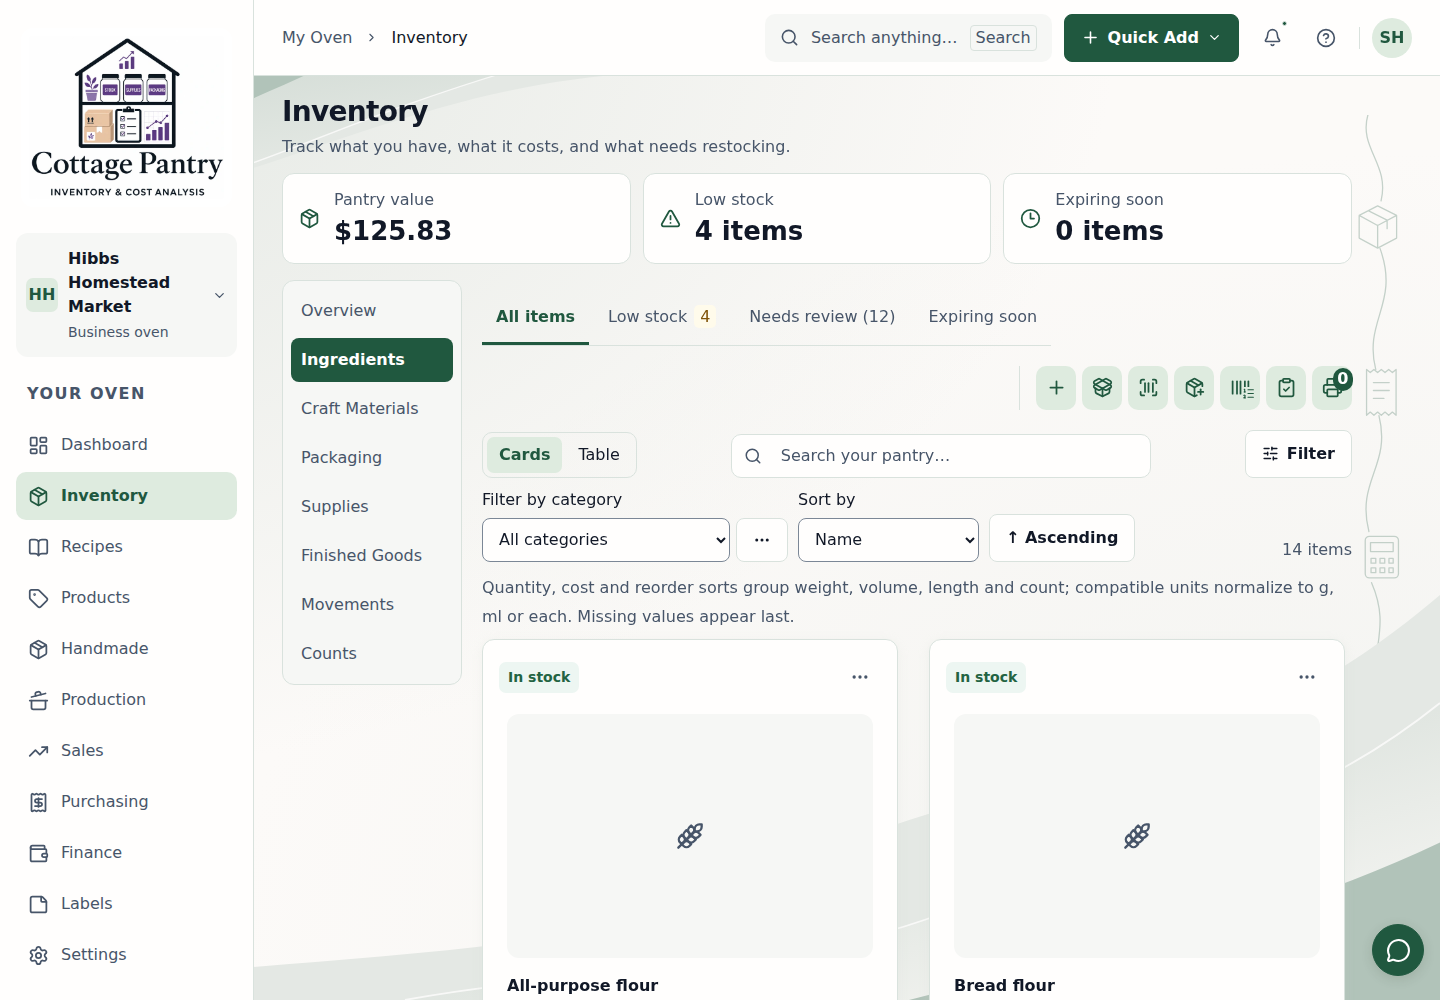 Cottage Pantry
INVENTORY & COST ANALYSIS
Hibbs
Homestead
Market
HH
Business oven
YOUR OVEN
Dashboard
Inventory
Recipes
Products
Handmade
Production
Sales
Purchasing
Finance
Labels
Settings
My Oven
Inventory
Search anything...
Search
Quick Add
SH
Inventory
Track what you have, what it costs, and what needs restocking.
Pantry value
$125.83
Low stock
4 items
Expiring soon
0 items
Overview
Ingredients
Craft Materials
Packaging
Supplies
Finished Goods
Movements
Counts
All items
Low stock 4
Needs review (12)
Expiring soon
0
Cards
Table
Search your pantry...
Filter
Filter by category
Sort by
All categories
...
Name
↑ Ascending
14 items
Quantity, cost and reorder sorts group weight, volume, length and count; compatible units normalize to g,
ml or each. Missing values appear last.
In stock
In stock
All-purpose flour
Bread flour